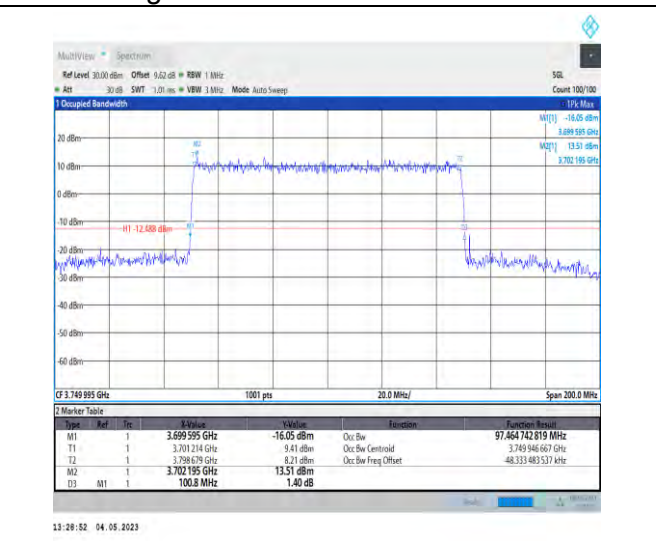 MultiView Spectrum
Ref Level 30.00 dBm Offset 9.62 dB RBW 1 MHz SGL
Att 30 dB SWT 1.01 ms VBW 3 MHz Mode Auto Sweep Count 100/100
1 Occupied Bandwidth 1Pk Max
M1[1] -16.05 dBm
3.699 595 GHz
M2[1] 13.51 dBm
3.702 195 GHz
20 dBm
M2
10 dBm
0 dBm
-10 dBm
H1 -12.488 dBm
M1
-20 dBm
-30 dBm
-40 dBm
-50 dBm
-60 dBm
CF 3.749 995 GHz 1001 pts 20.0 MHz/ Span 200.0 MHz
2 Marker Table
Type Ref Trc X-Value Y-Value Function Function Result
M1 1 3.699 595 GHz -16.05 dBm Occ Bw 97.464 742 819 MHz
T1 1 3.701 214 GHz 9.41 dBm Occ Bw Centroid 3.749 946 667 GHz
T2 1 3.798 679 GHz 8.21 dBm Occ Bw Freq Offset -48.333 483 537 kHz
M2 1 3.702 195 GHz 13.51 dBm
D3 M1 1 100.8 MHz 1.40 dB
13:28:52 04.05.2023